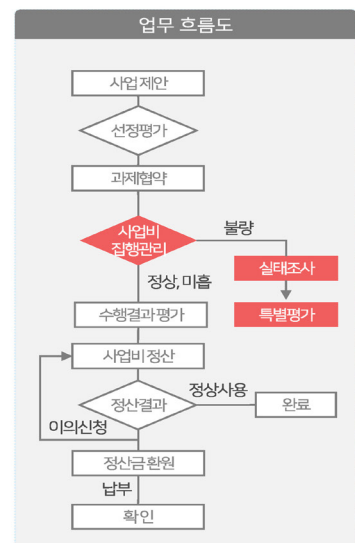 업무 흐름도
사업 제안
선정평가
과제협약
사업비
집행관리
불량
실태조사
정상, 미흡
특별평가
수행결과 평가
사업비 정산
정산결과
정상사용
완료
이의신청
정산금 환원
납부
확인